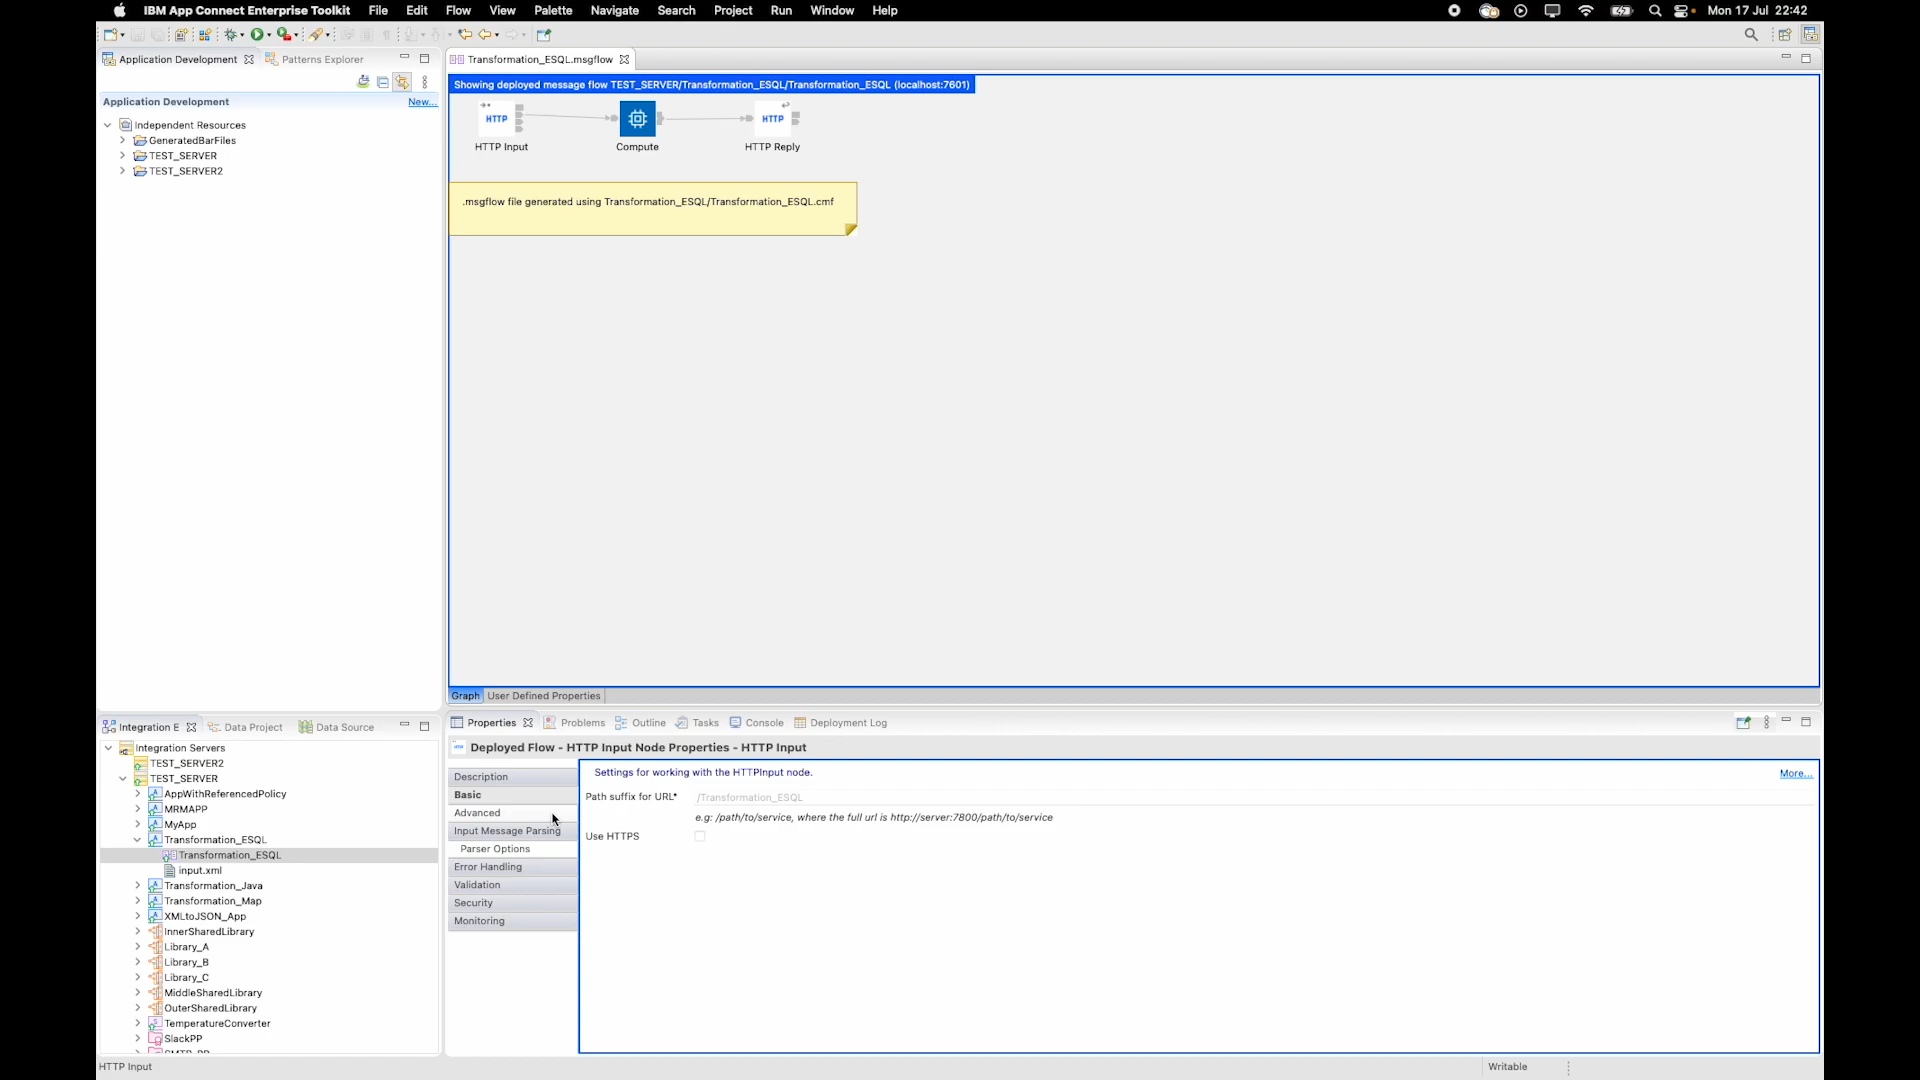 IBM App Connect Enterprise Toolkit File Edit Flow View Palette Navigate Search Project Run Window Help Mon 17 Jul 22:42
Application Development Patterns Explorer
Application Development New...
Independent Resources
GeneratedBarFiles
TEST_SERVER
TEST_SERVER2
Transformation_ESQL.msgflow
Showing deployed message flow TEST_SERVER/Transformation_ESQL/Transformation_ESQL (localhost:7601)
HTTP HTTP
HTTP Input Compute HTTP Reply
.msgflow file generated using Transformation_ESQL/Transformation_ESQL.cmf
Graph User Defined Properties
Integration E Data Project Data Source
Integration Servers
TEST_SERVER2
TEST_SERVER
AppWithReferencedPolicy
MRMAPP
MyApp
Transformation_ESQL
Transformation_ESQL
input.xml
Transformation_Java
Transformation_Map
XMLtoJSON_App
InnerSharedLibrary
Library_A
Library_B
Library_C
MiddleSharedLibrary
OuterSharedLibrary
TemperatureConverter
SlackPP
Properties Problems Outline Tasks Console Deployment Log
Deployed Flow - HTTP Input Node Properties - HTTP Input
Description
Basic
Advanced
Input Message Parsing
Parser Options
Error Handling
Validation
Security
Monitoring
Settings for working with the HTTPInput node. More...
Path suffix for URL* /Transformation_ESQL
e.g: /path/to/service, where the full url is http://server:7800/path/to/service
Use HTTPS
HTTP Input Writable